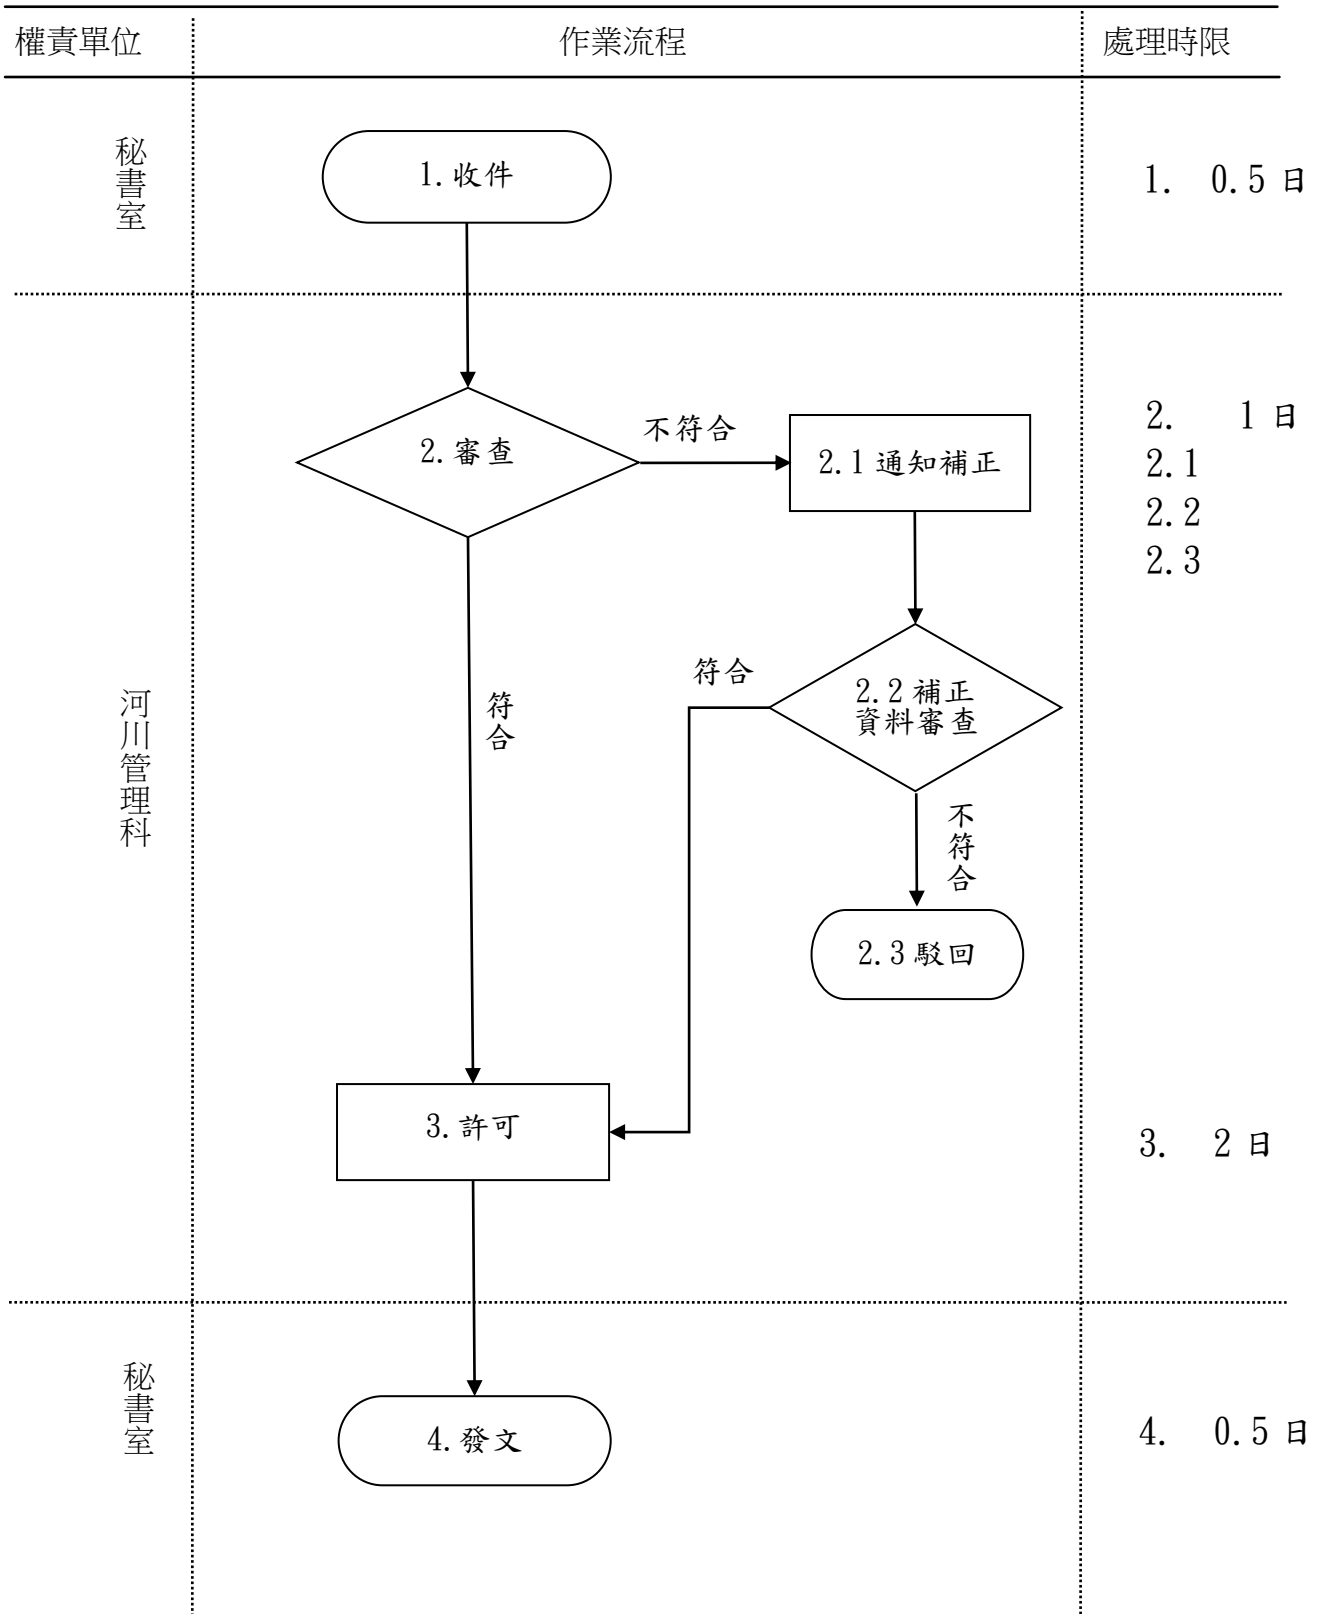 權責單位
作業流程
處理時限
秘書室
1.收件
1. 0.5日
河川管理科
2.審查
不符合
2.1通知補正
2. 1日
2.1
2.2
2.3
符合
符合
2.2補正
資料審查
不符合
2.3駁回
3.許可
3. 2日
秘書室
4.發文
4. 0.5日